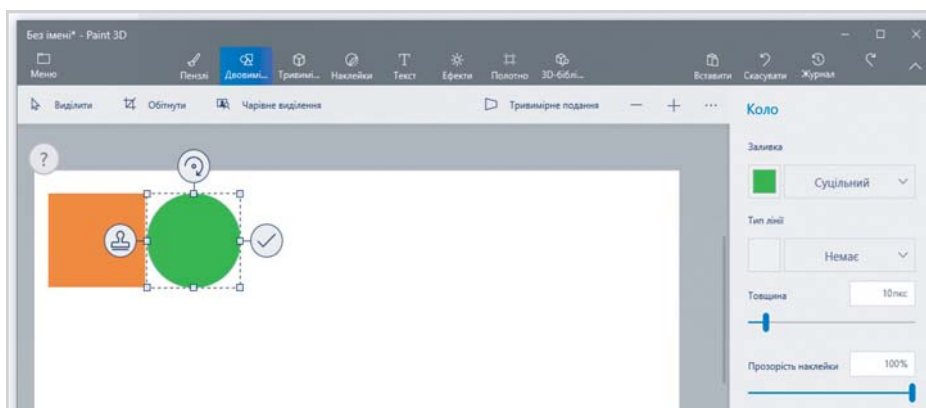 Без імені* - Paint 3D
Меню Пензлі Двовимі... Тривимі... Наклейки Текст Ефекти Полотно 3D-біблі... Вставити Скасувати Журнал
Виділити Обітнути Чарівне виділення Тривимірне подання
Коло
?
Заливка
Суцільний
Тип лінії
Немає
Товщина 10пкс
Прозорість наклейки 100%